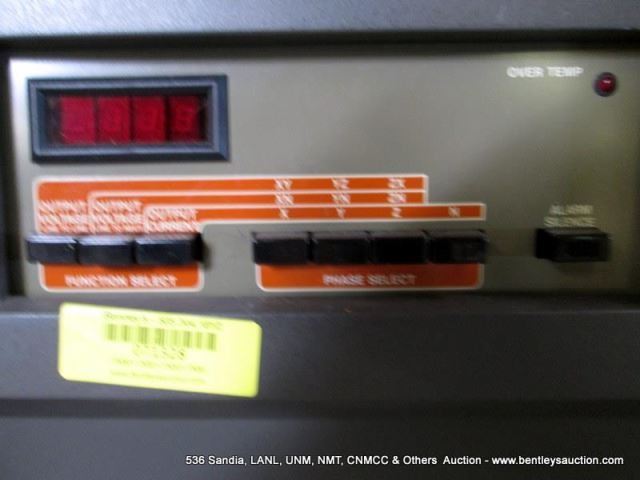 OVER TEMP
XY YZ ZX
OUTPUT VOLTAGE
OUTPUT VOLTAGE
XN YN ZN
OUTPUT CURRENT
X Y Z N
ALARM SILENCE
FUNCTION SELECT
PHASE SELECT
536 Sandia, LANL, UNM, NMT, CNMCC & Others Auction - www.bentleysauction.com